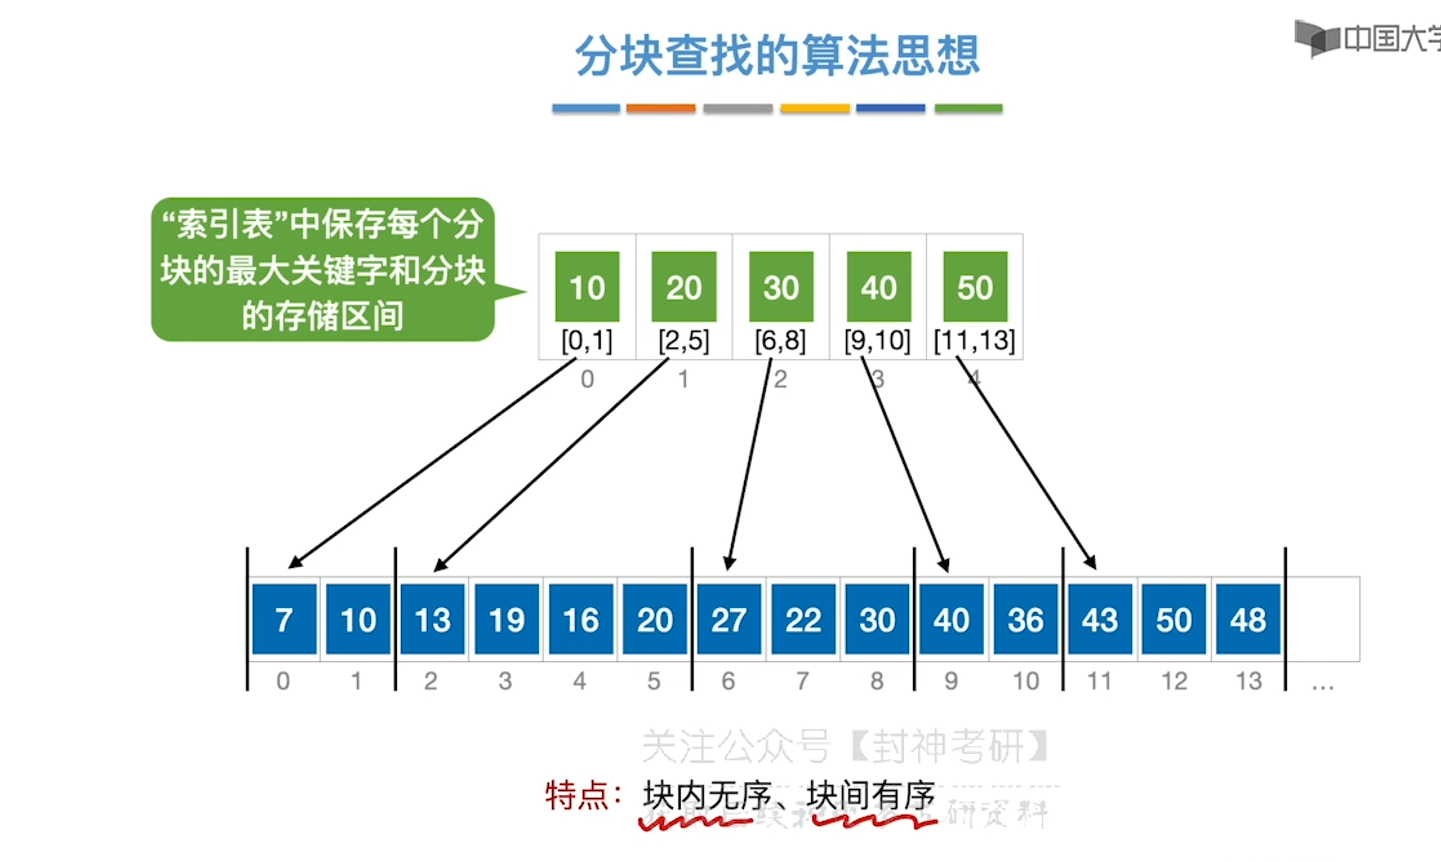 分块查找的算法思想
中国大学
“索引表”中保存每个分
块的最大关键字和分块
的存储区间
10 20 30 40 50
[0,1] [2,5] [6,8] [9,10] [11,13]
0 1 2 3 4
7 10 13 19 16 20 27 22 30 40 36 43 50 48
0 1 2 3 4 5 6 7 8 9 10 11 12 13 ...
关注公众号【封神考研】
特点：块内无序、块间有序
研资料